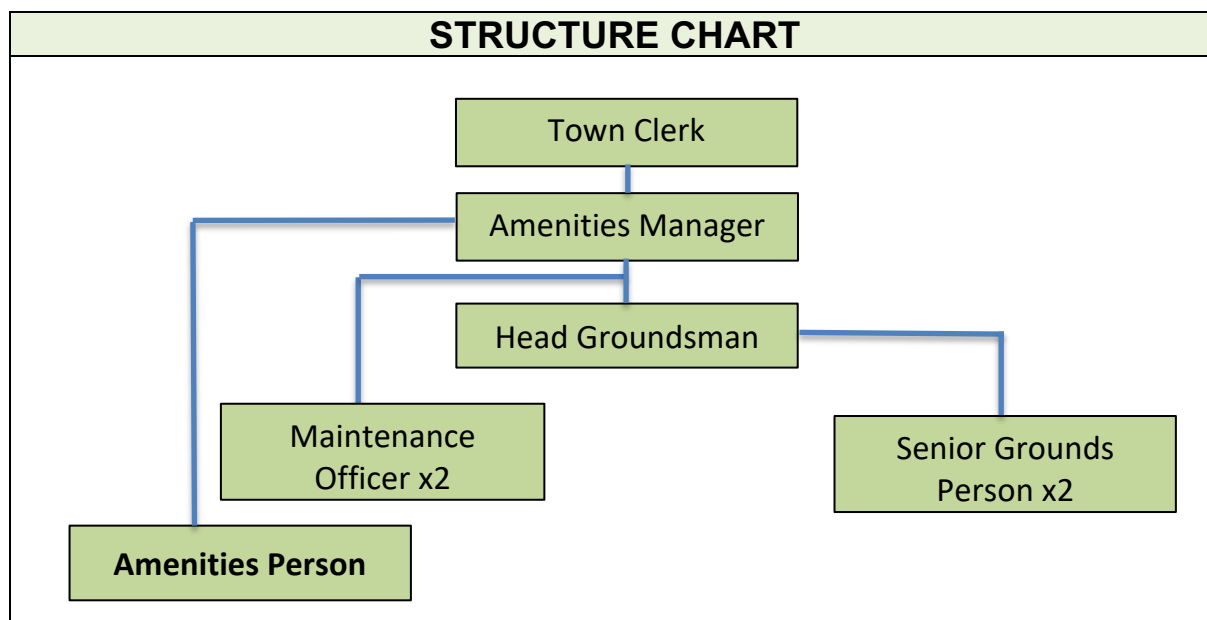 STRUCTURE CHART
Town Clerk
Amenities Manager
Head Groundsman
Maintenance
Officer x2
Senior Grounds
Person x2
Amenities Person